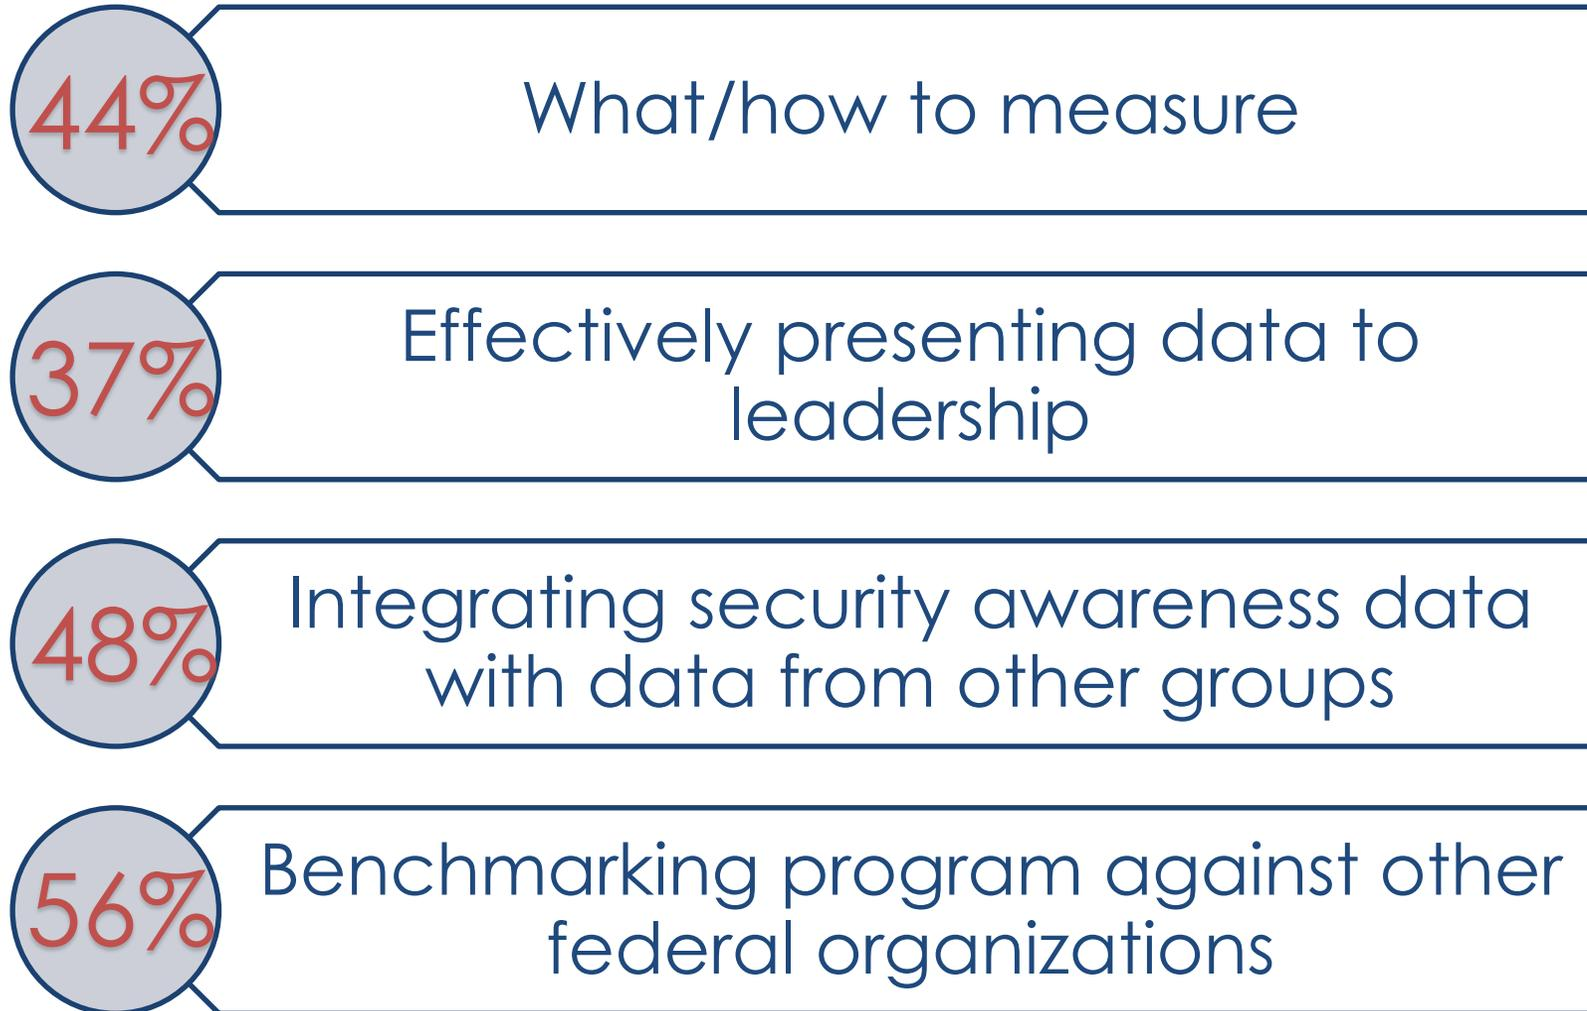 44%
What/how to measure
37%
Effectively presenting data to
leadership
48%
Integrating security awareness data
with data from other groups
56%
Benchmarking program against other
federal organizations